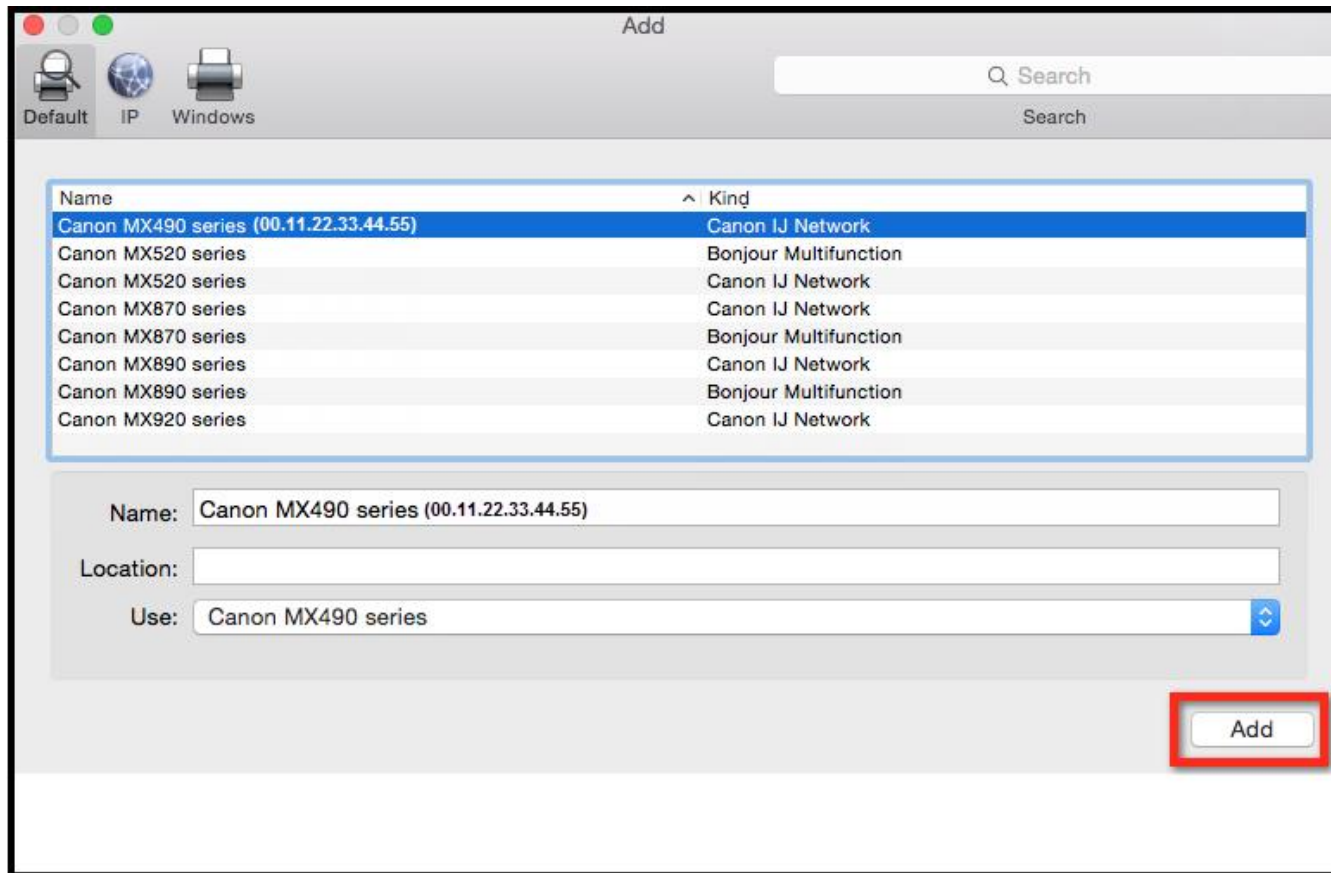 Add
Default IP Windows
Search
Search
Name Kind
Canon MX490 series (00.11.22.33.44.55) Canon IJ Network
Canon MX520 series Bonjour Multifunction
Canon MX520 series Canon IJ Network
Canon MX870 series Canon IJ Network
Canon MX870 series Bonjour Multifunction
Canon MX890 series Canon IJ Network
Canon MX890 series Bonjour Multifunction
Canon MX920 series Canon IJ Network
Name: Canon MX490 series (00.11.22.33.44.55)
Location:
Use: Canon MX490 series
Add